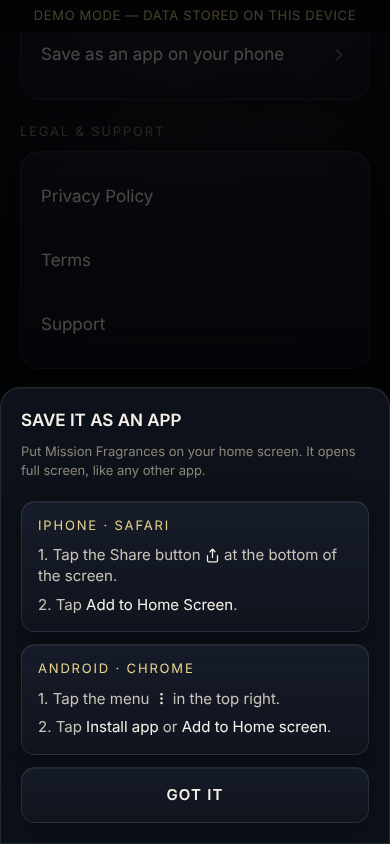 DEMO MODE — DATA STORED ON THIS DEVICE
Save as an app on your phone
LEGAL & SUPPORT
Privacy Policy
Terms
Support
SAVE IT AS AN APP
Put Mission Fragrances on your home screen. It opens
full screen, like any other app.
IPHONE · SAFARI
1. Tap the Share button at the bottom of
the screen.
2. Tap Add to Home Screen.
ANDROID · CHROME
1. Tap the menu in the top right.
2. Tap Install app or Add to Home screen.
GOT IT